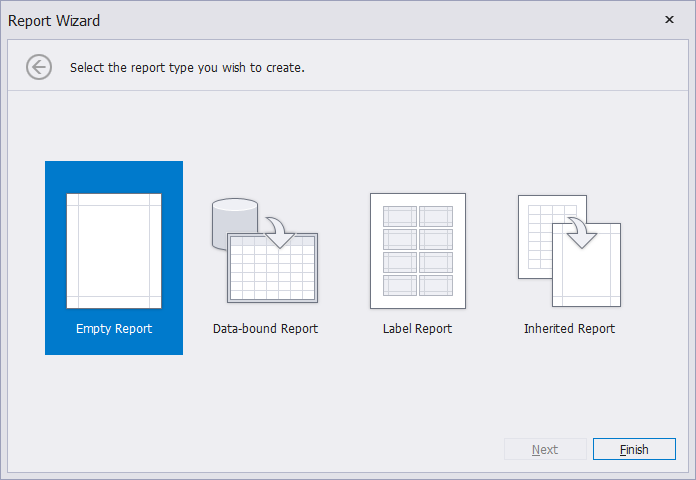 Report Wizard
Select the report type you wish to create.
Empty Report
Data-bound Report
Label Report
Inherited Report
Next
Finish